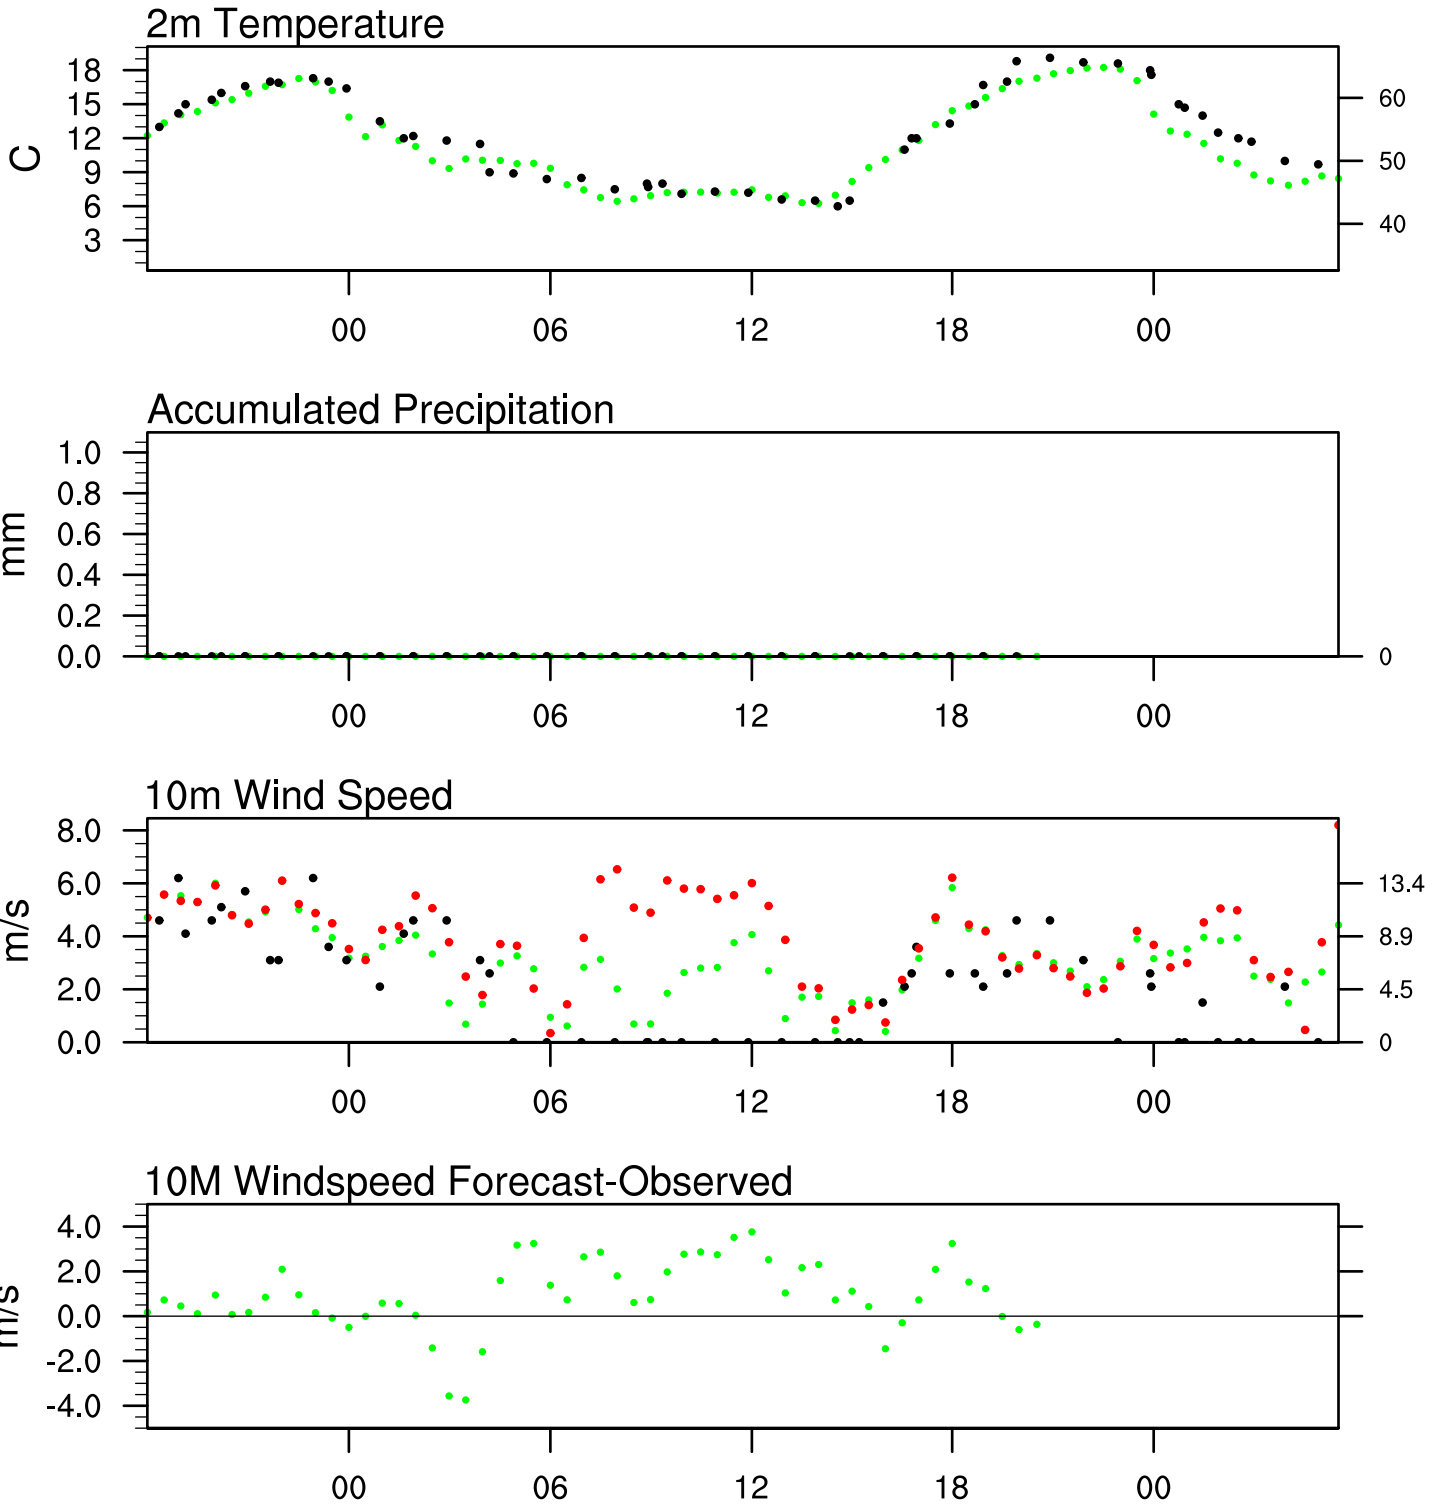 2m Temperature
18
15
12
9
6
3
C
60
50
40
00 06 12 18 00
Accumulated Precipitation
1.0
0.8
0.6
0.4
0.2
0.0
mm
0
00 06 12 18 00
10m Wind Speed
8.0
6.0
4.0
2.0
0.0
m/s
13.4
8.9
4.5
0
00 06 12 18 00
10M Windspeed Forecast-Observed
4.0
2.0
0.0
-2.0
-4.0
m/s
00 06 12 18 00